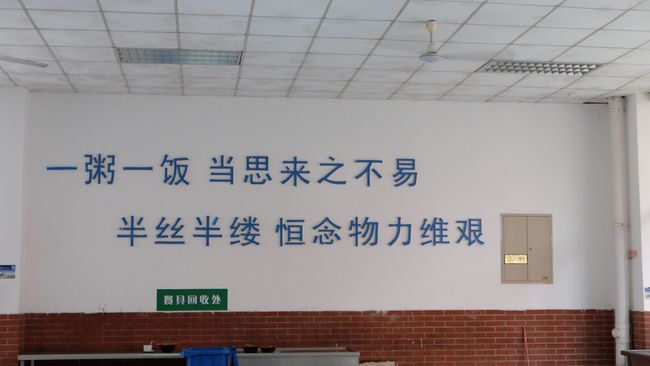 一粥一饭 当思来之不易
半丝半缕 恒念物力维艰
餐具回收处